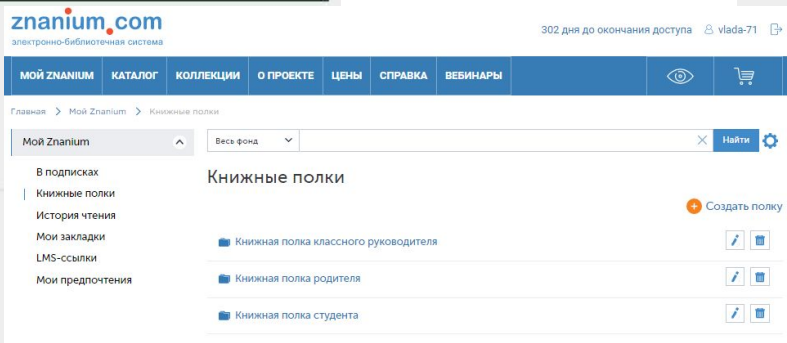 znanium.com
электронно-библиотечная система
302 дня до окончания доступа vlada-71
МОЙ ZNANIUM КАТАЛОГ КОЛЛЕКЦИИ О ПРОЕКТЕ ЦЕНЫ СПРАВКА ВЕБИНАРЫ
Главная > Мой Znanium > Книжные полки
Мой Znanium
Весь фонд
Найти
В подписках
Книжные полки
История чтения
Мои закладки
LMS-ссылки
Мои предпочтения
Книжные полки
Создать полку
Книжная полка классного руководителя
Книжная полка родителя
Книжная полка студента